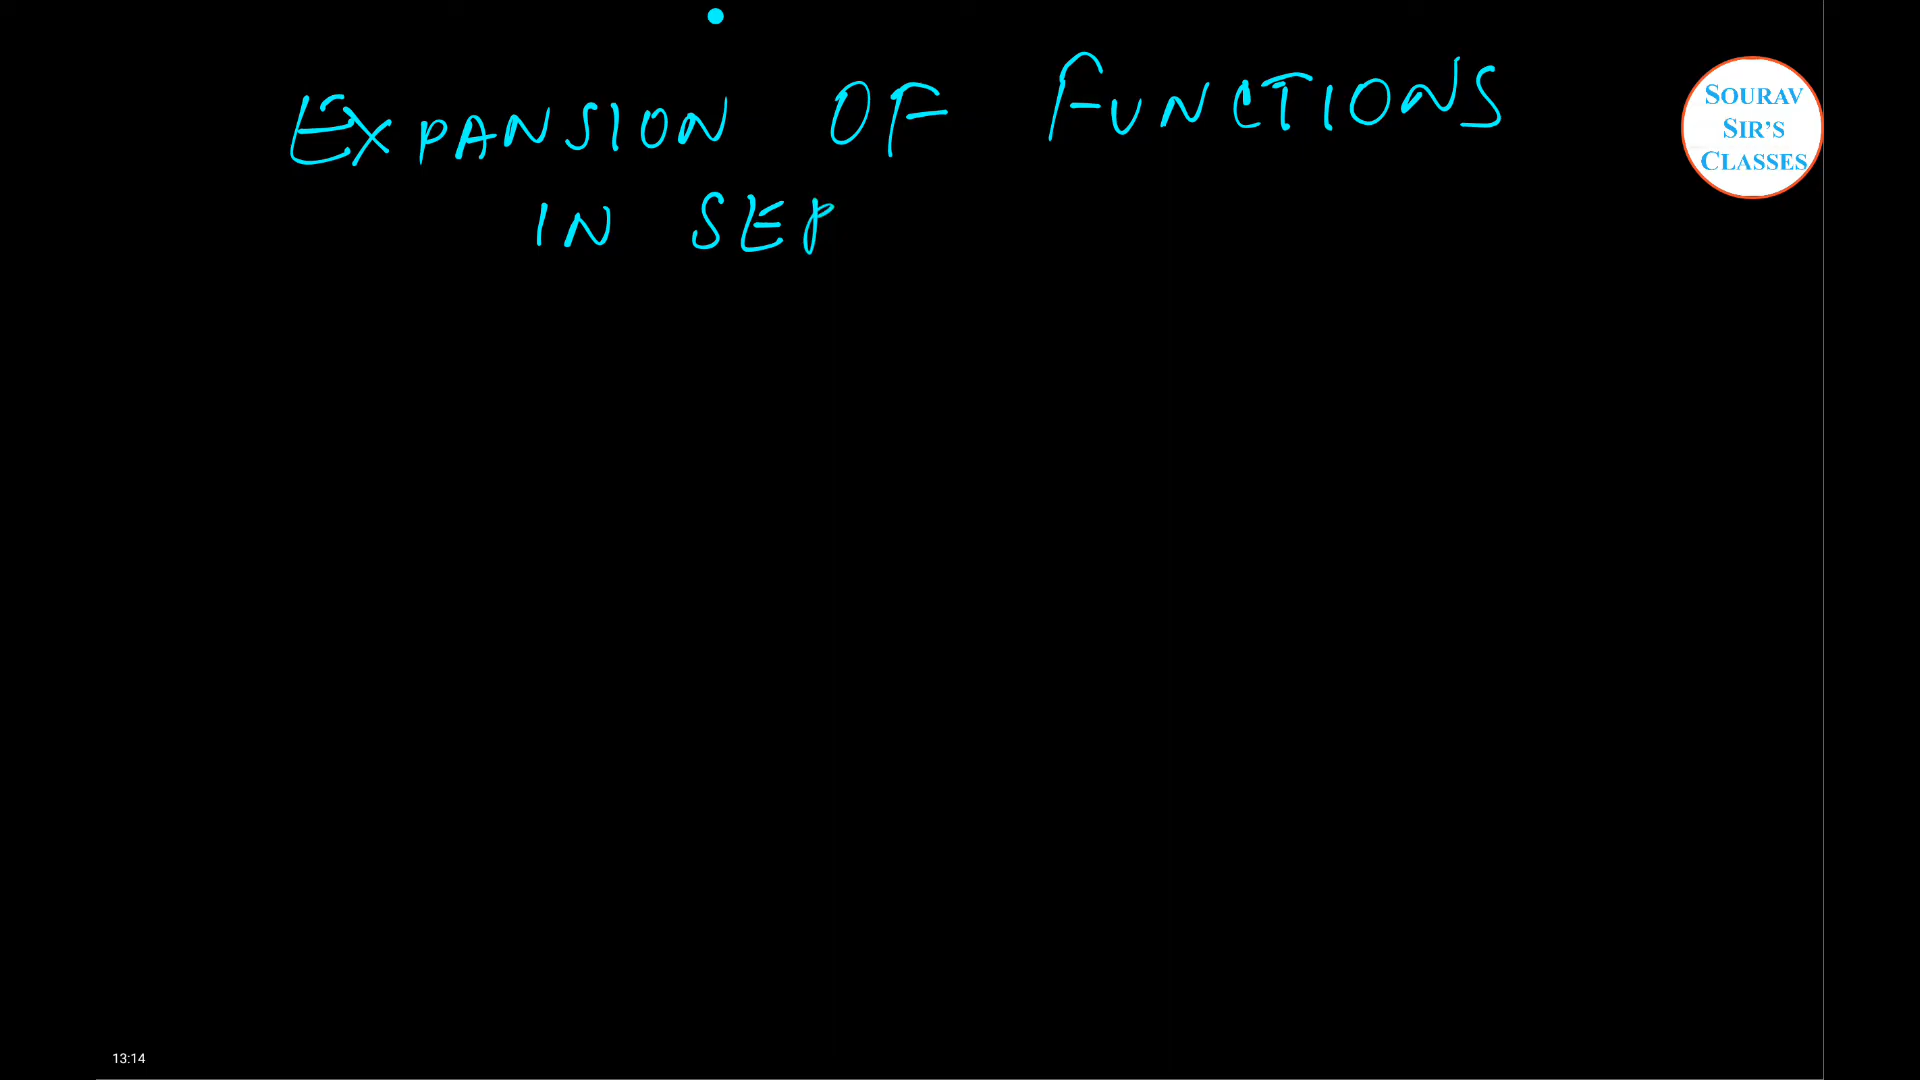 EXPANSION OF FUNCTIONS
IN SEP
SOURAV
SIR'S
CLASSES
13:14